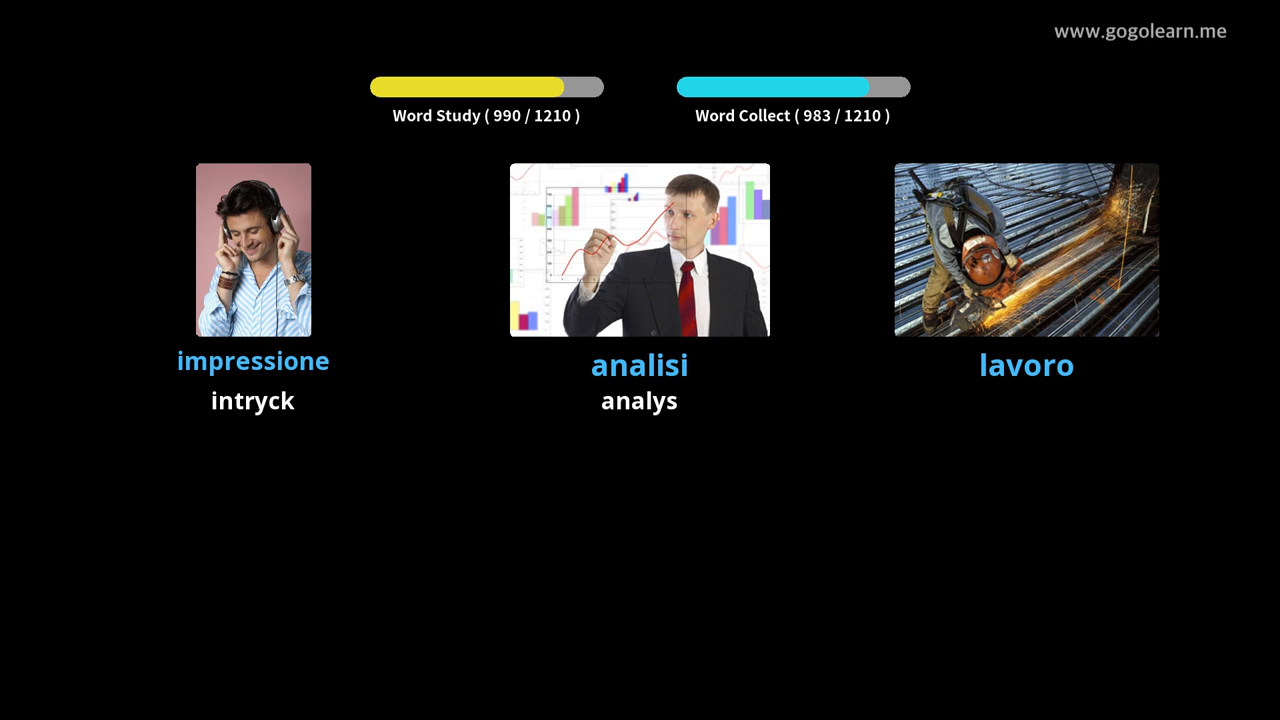 www.gogolearn.me
Word Study ( 990 / 1210 )
Word Collect ( 983 / 1210 )
impressione
intryck
analisi
analys
lavoro